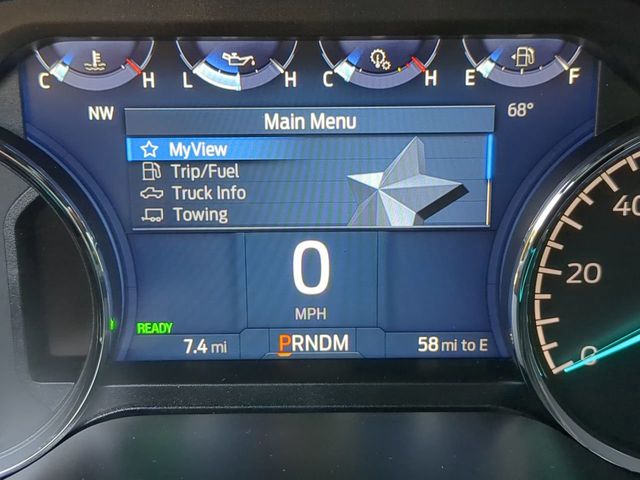 C H L H C H E F
NW
Main Menu
68°
MyView
Trip/Fuel
Truck Info
Towing
0
MPH
READY
7.4 mi
PRNDM
58 mi to E
40
20
0